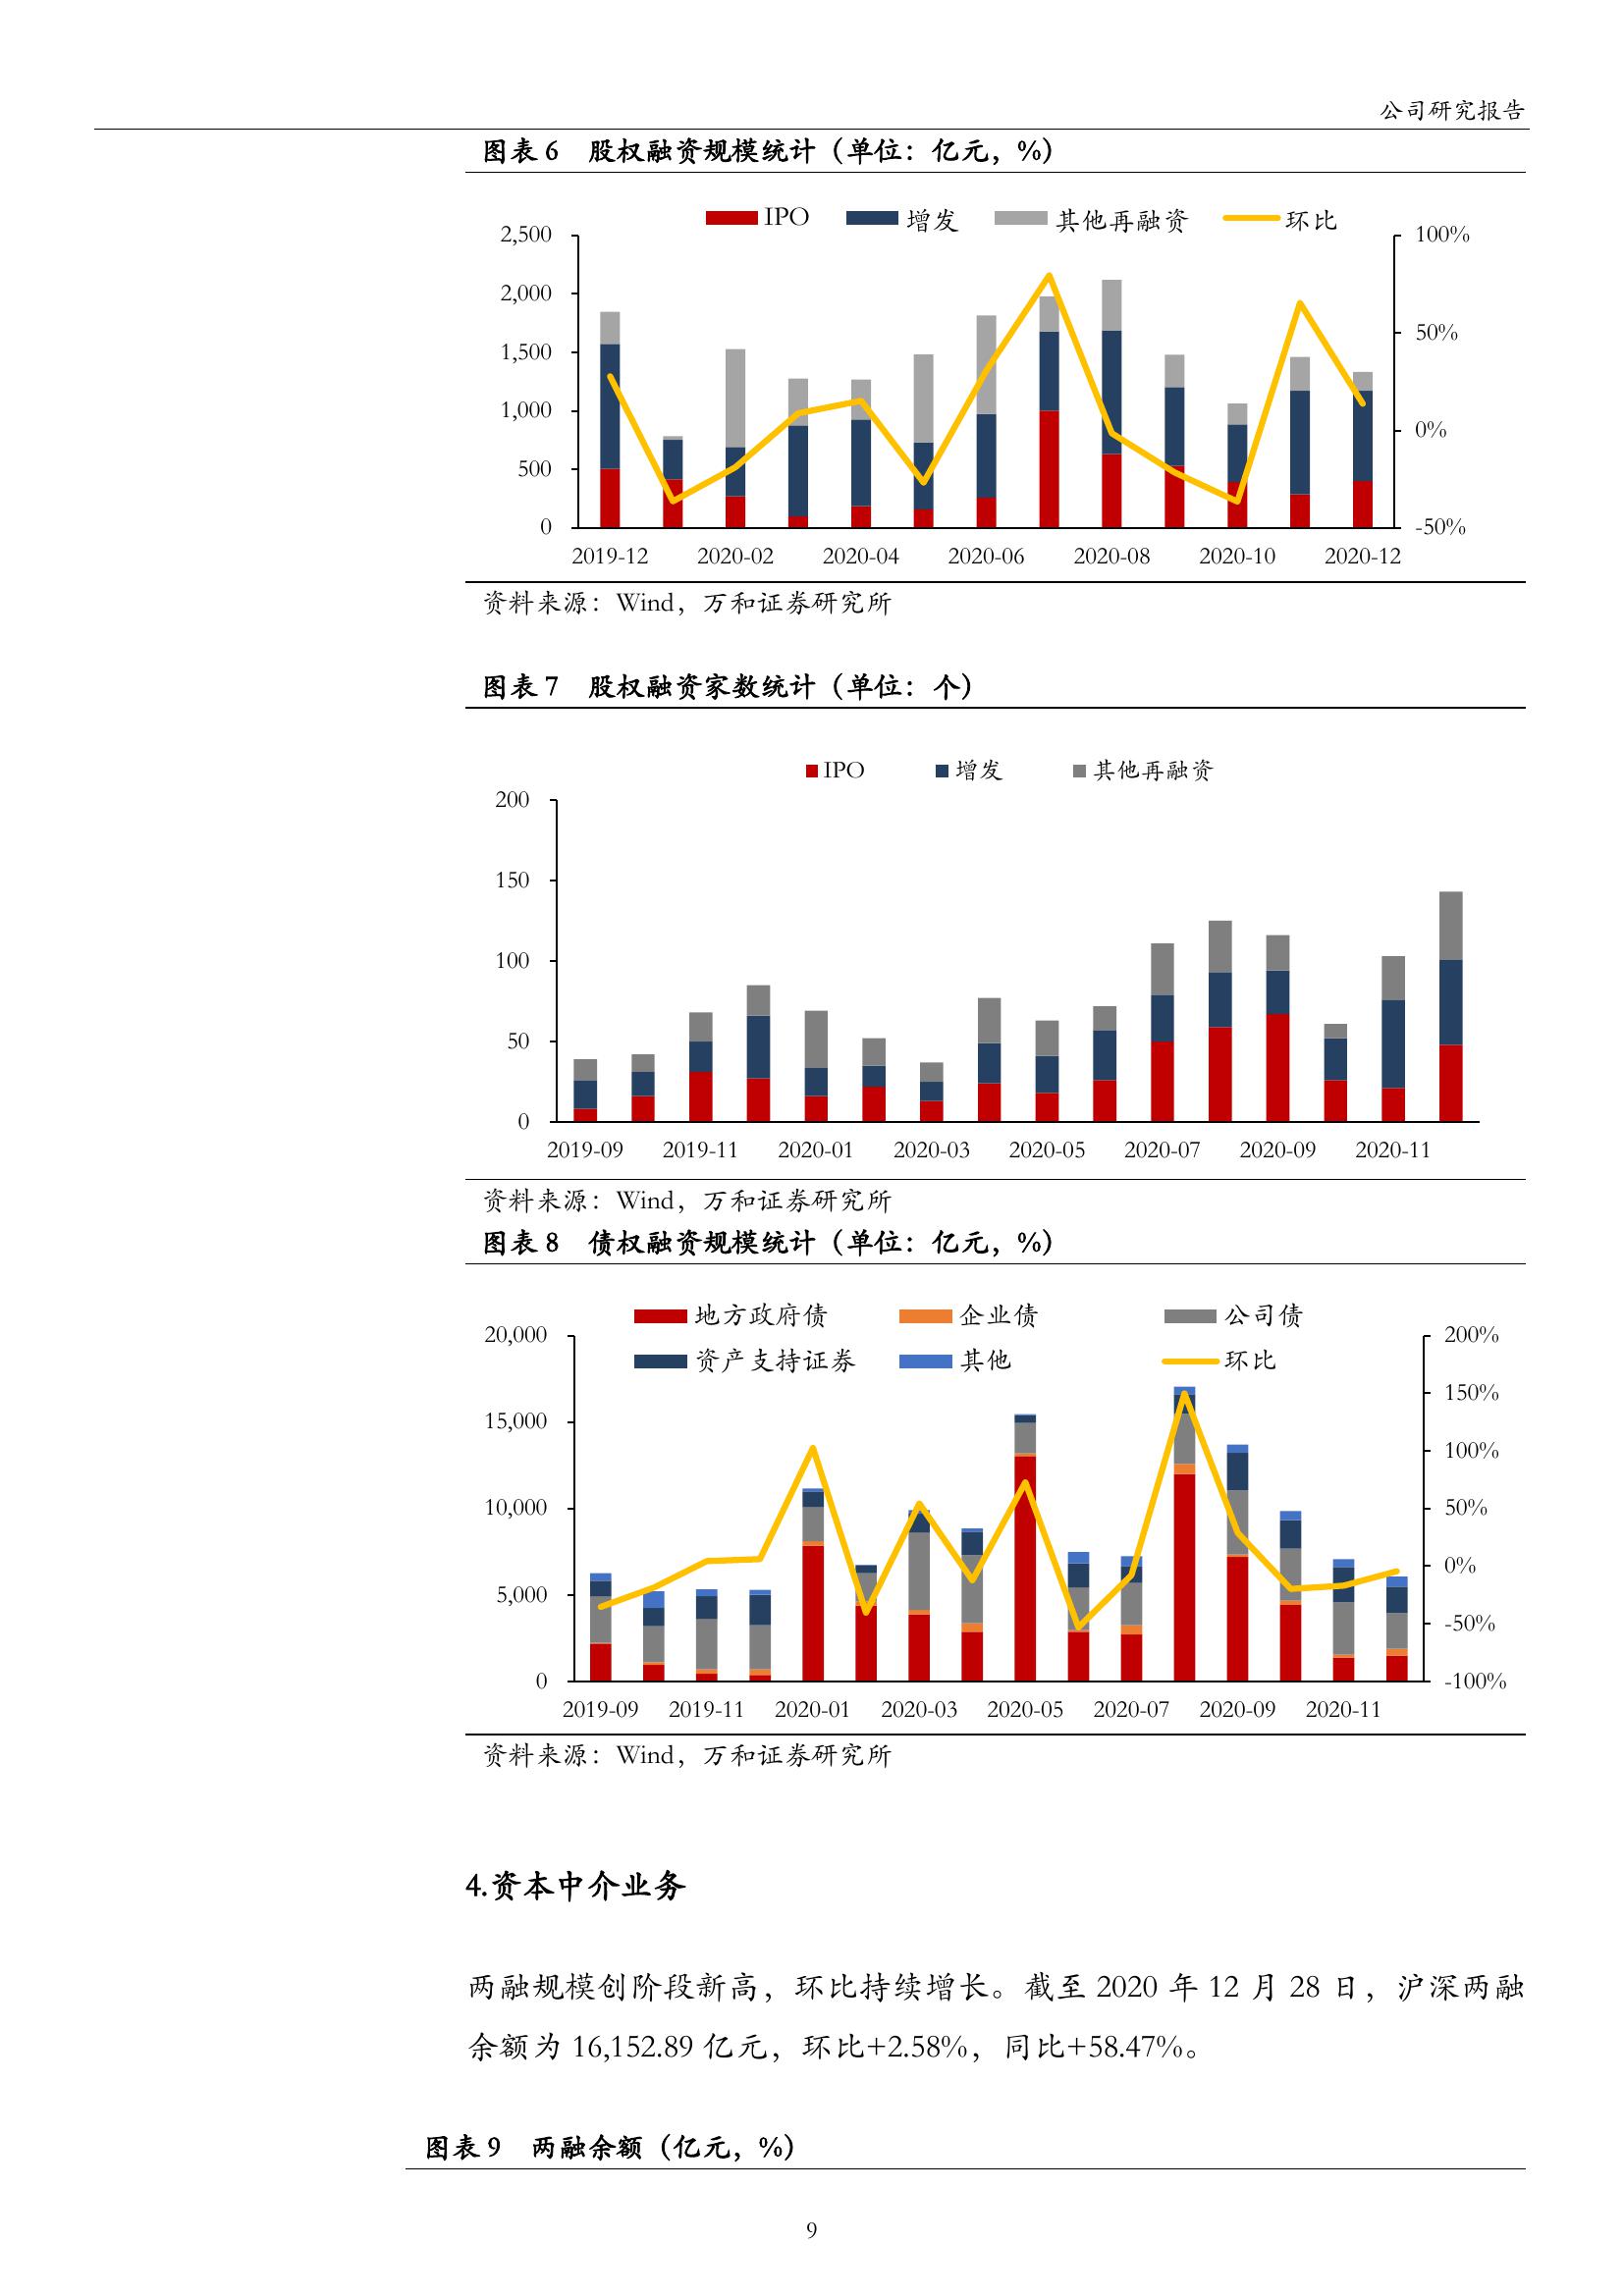 公司研究报告
图表 6 股权融资规模统计（单位：亿元，%）
IPO 增发 其他再融资 环比
2,500 100%
2,000
50%
1,500
1,000
0%
500
0 -50%
2019-12 2020-02 2020-04 2020-06 2020-08 2020-10 2020-12
资料来源：Wind，万和证券研究所
图表 7 股权融资家数统计（单位：个）
IPO 增发 其他再融资
200
150
100
50
0
2019-09 2019-11 2020-01 2020-03 2020-05 2020-07 2020-09 2020-11
资料来源：Wind，万和证券研究所
图表 8 债权融资规模统计（单位：亿元，%）
地方政府债 企业债 公司债
20,000 200%
资产支持证券 其他 环比
150%
15,000
100%
10,000 50%
0%
5,000
-50%
0 -100%
2019-09 2019-11 2020-01 2020-03 2020-05 2020-07 2020-09 2020-11
资料来源：Wind，万和证券研究所
4.资本中介业务
两融规模创阶段新高，环比持续增长。截至 2020 年 12 月 28 日，沪深两融
余额为 16,152.89 亿元，环比+2.58%，同比+58.47%。
图表 9 两融余额（亿元，%）
9